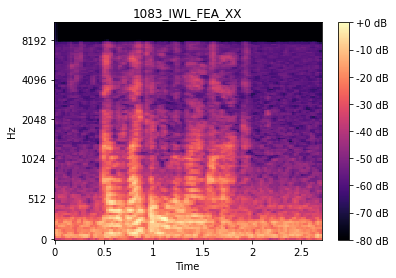 1083_IWL_FEA_XX
+0 dB
8192
-10 dB
4096
-20 dB
-30 dB
2048
Hz
-40 dB
1024
-50 dB
512
-60 dB
-70 dB
0
-80 dB
0 0.5 1 1.5 2 2.5
Time